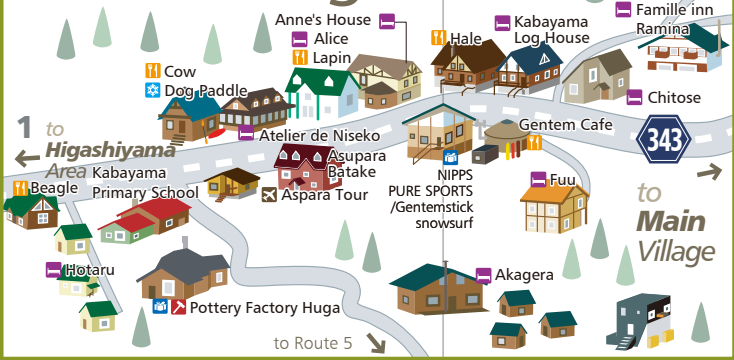 Famille inn
Ramina
Anne's House
Alice
Lapin
Hale
Kabayama
Log House
Cow
Dog Paddle
Chitose
1 to
Higashiyama
Area
Atelier de Niseko
Gentem Cafe
343
Asupara
Batake
Kabayama
Primary School
Beagle
Aspara Tour
NIPPS
PURE SPORTS
/Gentemstick
snowsurf
Fuu
to
Main
Village
Hotaru
Akagera
Pottery Factory Huga
to Route 5